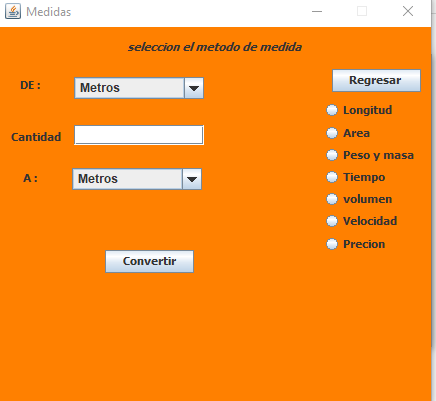 Medidas
seleccion el metodo de medida
DE :
Metros
Regresar
Longitud
Cantidad
Area
Peso y masa
A :
Metros
Tiempo
volumen
Velocidad
Precion
Convertir